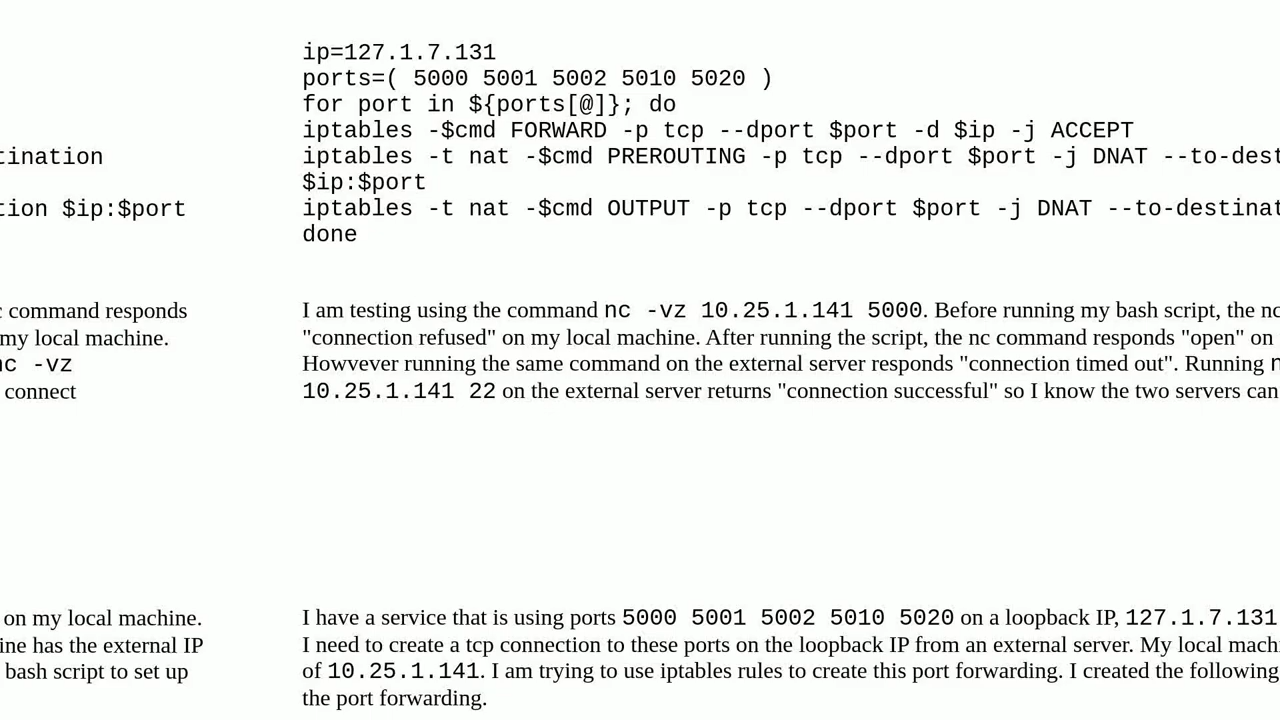 tination
tion $ip:$port
c command responds
my local machine.
nc -vz
connect
on my local machine.
ine has the external IP
bash script to set up
ip=127.1.7.131
ports=( 5000 5001 5002 5010 5020 )
for port in ${ports[@]}; do
iptables -$cmd FORWARD -p tcp --dport $port -d $ip -j ACCEPT
iptables -t nat -$cmd PREROUTING -p tcp --dport $port -j DNAT --to-dest
$ip:$port
iptables -t nat -$cmd OUTPUT -p tcp --dport $port -j DNAT --to-destinat
done
I am testing using the command nc -vz 10.25.1.141 5000. Before running my bash script, the nc
"connection refused" on my local machine. After running the script, the nc command responds "open" on
Howvever running the same command on the external server responds "connection timed out". Running n
10.25.1.141 22 on the external server returns "connection successful" so I know the two servers can
I have a service that is using ports 5000 5001 5002 5010 5020 on a loopback IP, 127.1.7.131
I need to create a tcp connection to these ports on the loopback IP from an external server. My local machi
of 10.25.1.141. I am trying to use iptables rules to create this port forwarding. I created the following
the port forwarding.